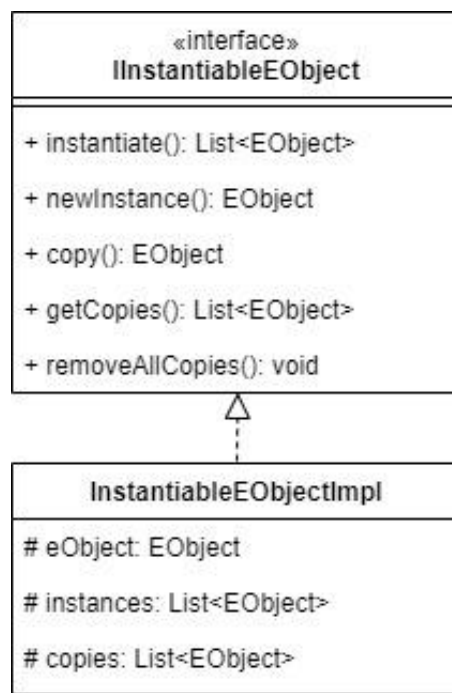 «interface»
IInstantiableEObject
+ instantiate(): List<EObject>
+ newInstance(): EObject
+ copy(): EObject
+ getCopies(): List<EObject>
+ removeAllCopies(): void
InstantiableEObjectImpl
# eObject: EObject
# instances: List<EObject>
# copies: List<EObject>